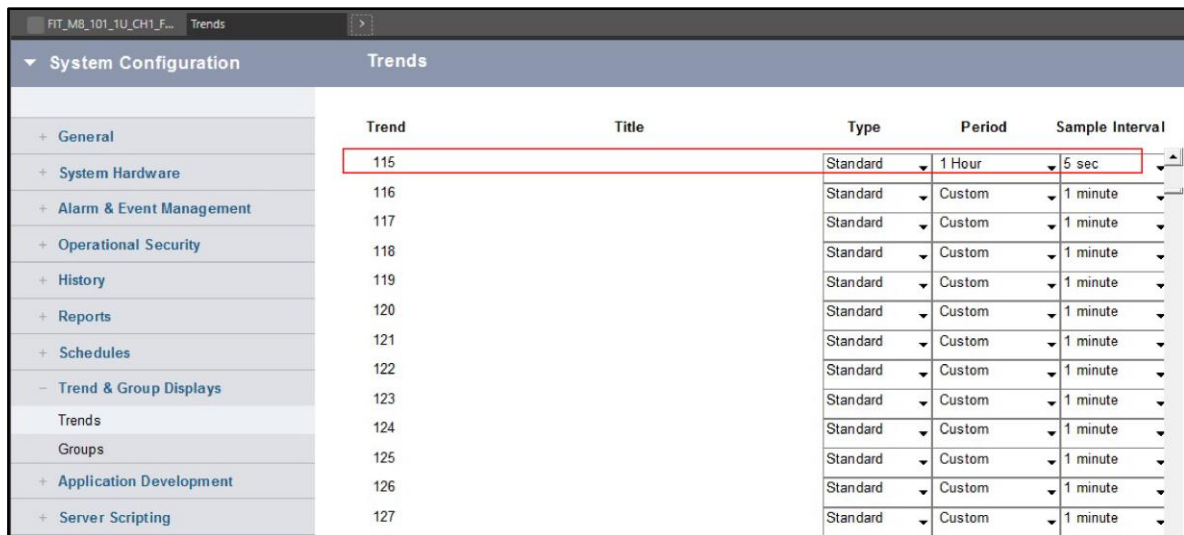 FIT_M8_101_1U_CH1_F... Trends >
System Configuration
Trends
General
System Hardware
Alarm & Event Management
Operational Security
History
Reports
Schedules
Trend & Group Displays
Trends
Groups
Application Development
Server Scripting
Trend Title Type Period Sample Interval
115 Standard 1 Hour 5 sec
116 Standard Custom 1 minute
117 Standard Custom 1 minute
118 Standard Custom 1 minute
119 Standard Custom 1 minute
120 Standard Custom 1 minute
121 Standard Custom 1 minute
122 Standard Custom 1 minute
123 Standard Custom 1 minute
124 Standard Custom 1 minute
125 Standard Custom 1 minute
126 Standard Custom 1 minute
127 Standard Custom 1 minute